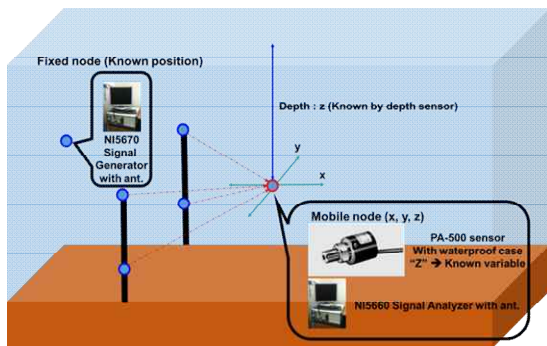 Fixed node (Known position)
NI5670
Signal
Generator
with ant.
Depth : z (Known by depth sensor)
y
x
Mobile node (x, y, z)
PA-500 sensor
With waterproof case
“Z” ➔ Known variable
NI5660 Signal Analyzer with ant.